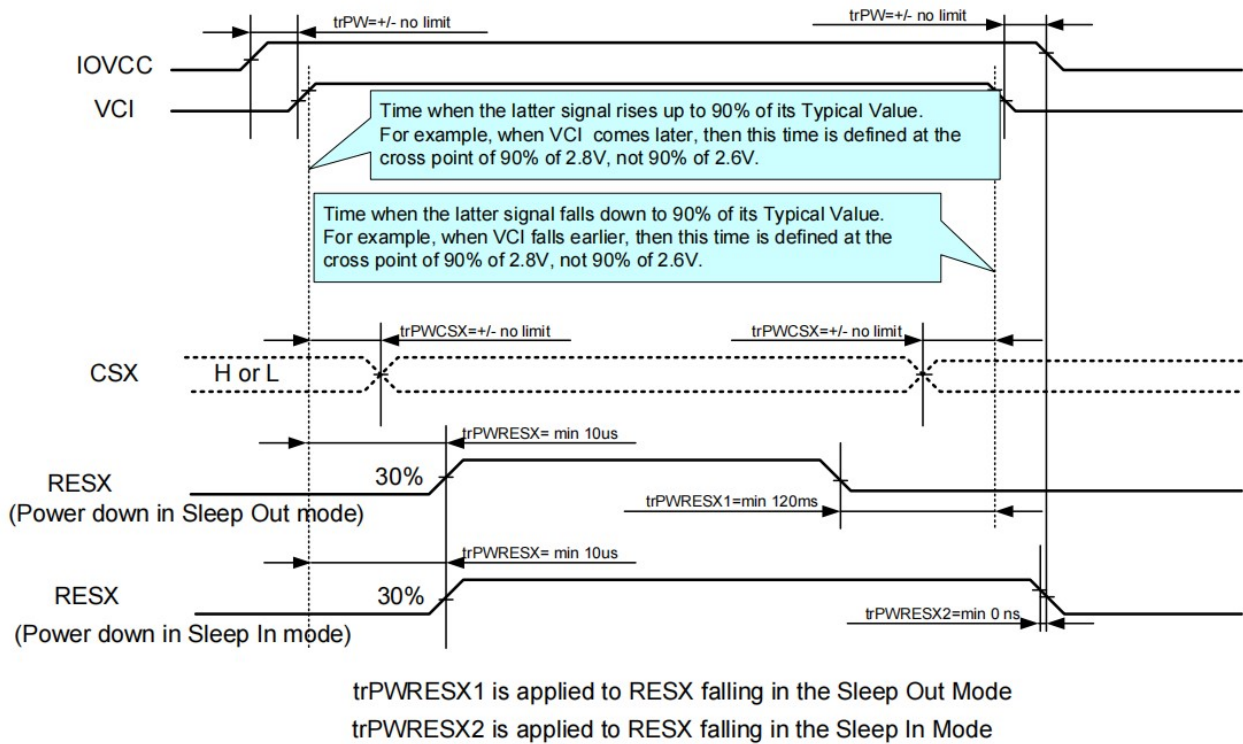 trPW=+/- no limit
trPW=+/- no limit
IOVCC
VCI
Time when the latter signal rises up to 90% of its Typical Value.
For example, when VCI comes later, then this time is defined at the
cross point of 90% of 2.8V, not 90% of 2.6V.
Time when the latter signal falls down to 90% of its Typical Value.
For example, when VCI falls earlier, then this time is defined at the
cross point of 90% of 2.8V, not 90% of 2.6V.
trPWCSX=+/- no limit
trPWCSX=+/- no limit
CSX
H or L
trPWRESX= min 10us
RESX
30%
(Power down in Sleep Out mode)
trPWRESX1=min 120ms
trPWRESX= min 10us
RESX
30%
(Power down in Sleep In mode)
trPWRESX2=min 0 ns
trPWRESX1 is applied to RESX falling in the Sleep Out Mode
trPWRESX2 is applied to RESX falling in the Sleep In Mode